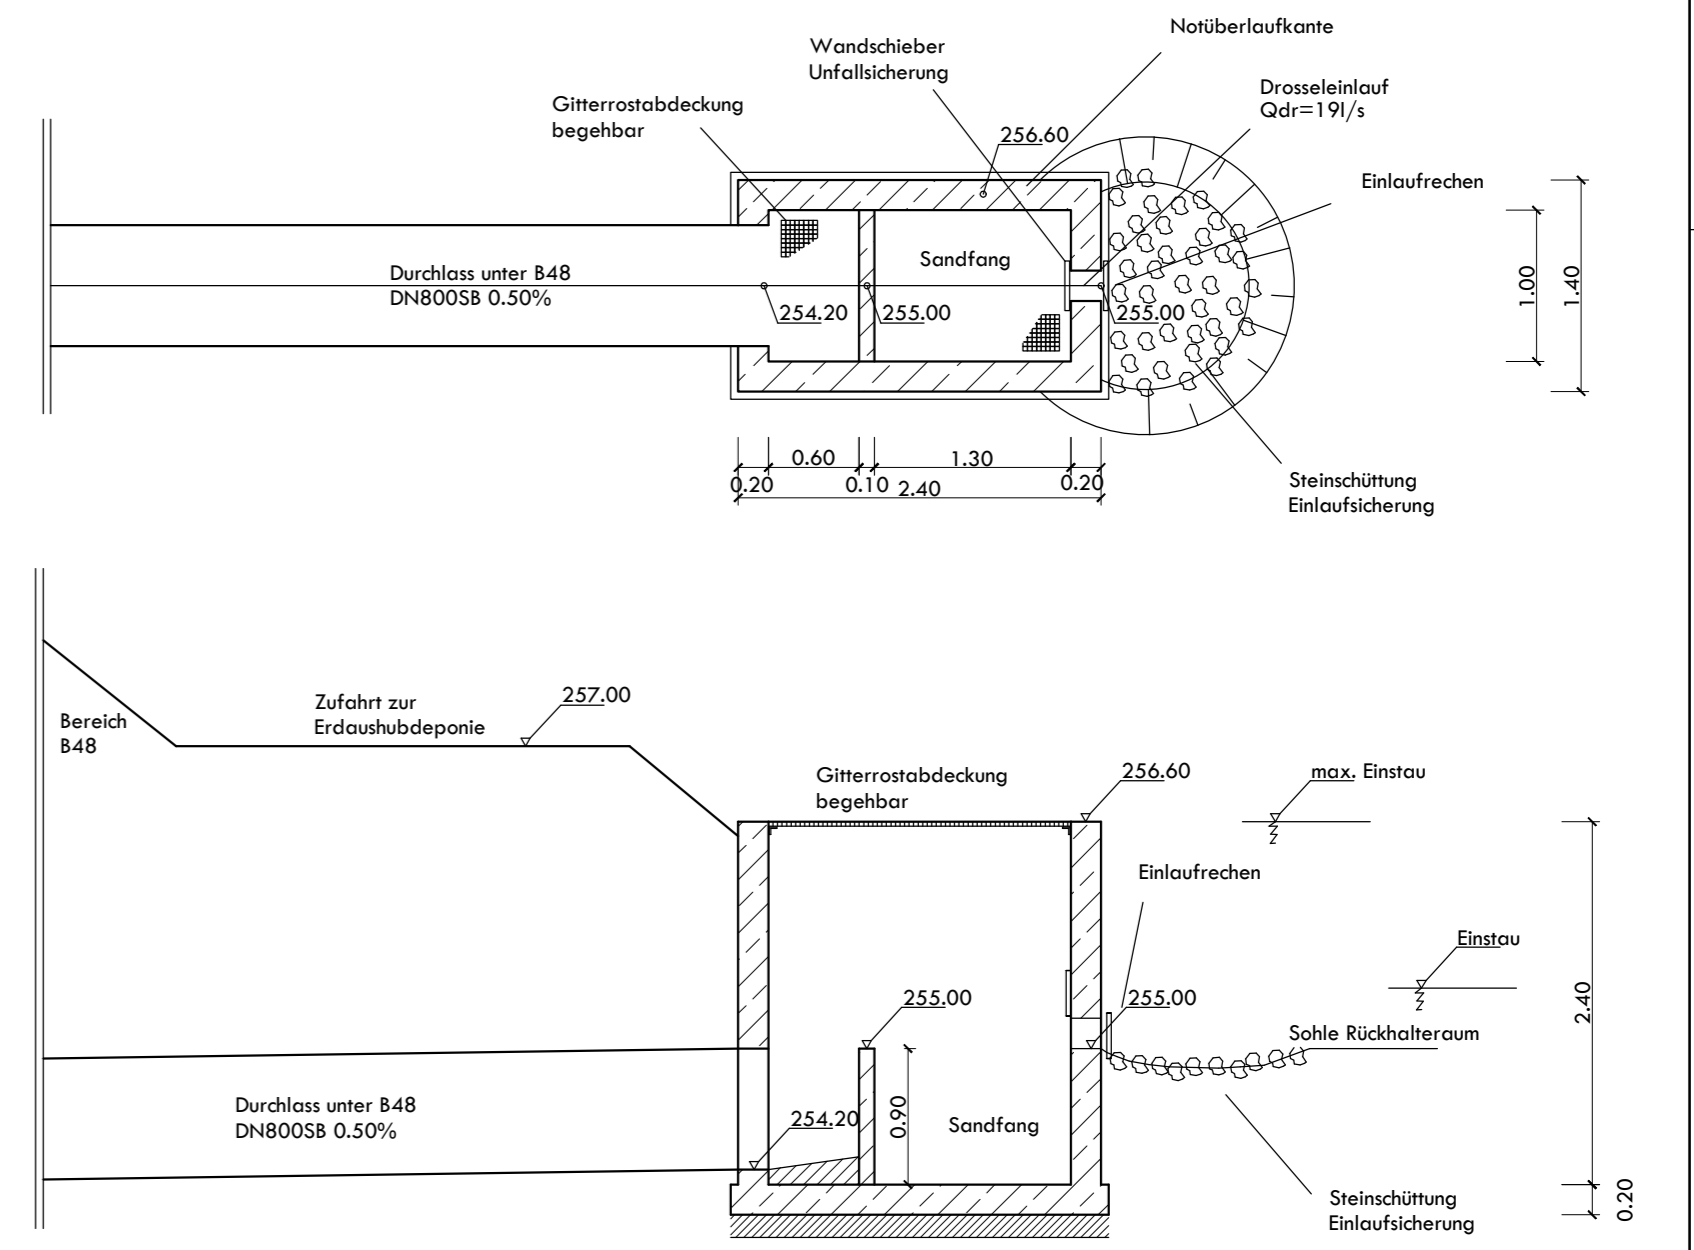 Notüberlaufkante
Wandschieber
Unfallsicherung
Drosseleinlauf
Qdr=19l/s
Gitterrostabdeckung
begehbar
256.60
Einlaufrechen
Sandfang
Durchlass unter B48
DN800SB 0.50%
254.20
255.00
255.00
1.00
1.40
0.60
1.30
0.20
0.10
2.40
0.20
Steinschüttung
Einlaufsicherung
Zufahrt zur
Erdaushubdeponie
257.00
Bereich
B48
Gitterrostabdeckung
begehbar
256.60
max. Einstau
Einlaufrechen
Einstau
255.00
255.00
2.40
Sohle Rückhalteraum
Durchlass unter B48
DN800SB 0.50%
254.20
0.90
Sandfang
0.20
Steinschüttung
Einlaufsicherung